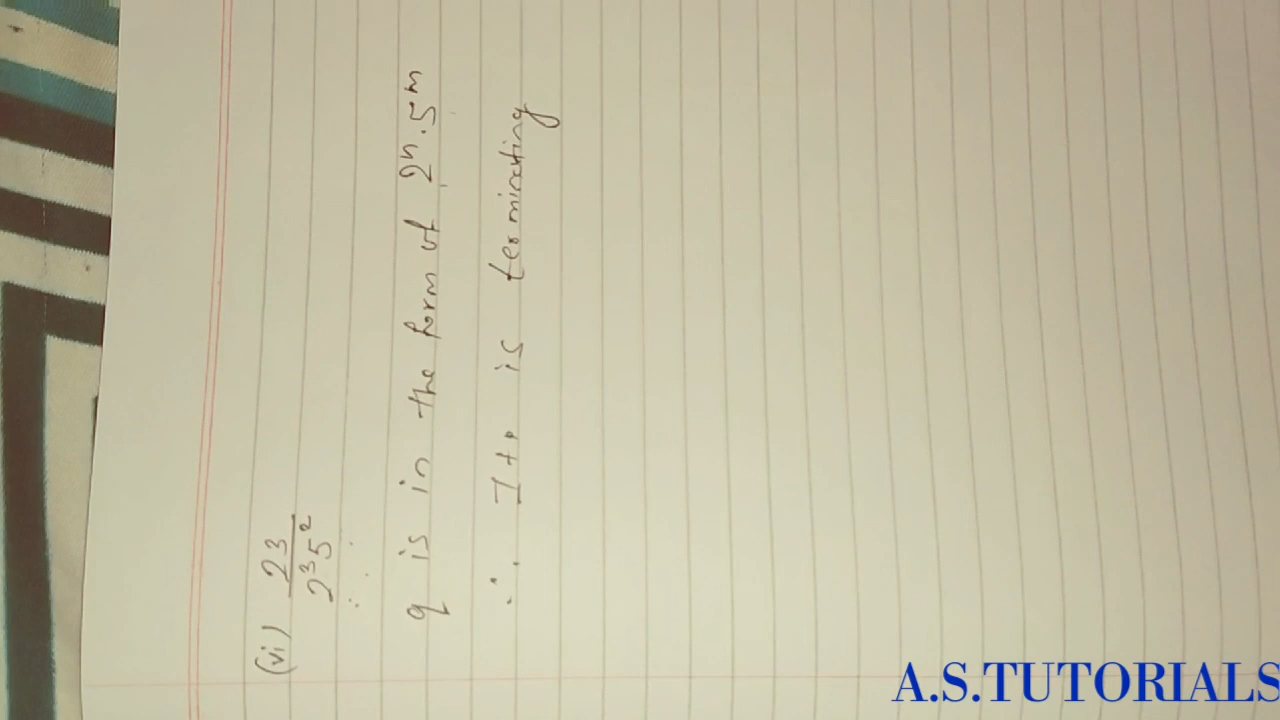 (vi) 23
2³5²
q is in the form of 2ⁿ.5ᵐ
∴ It is terminating
A.S.TUTORIALS